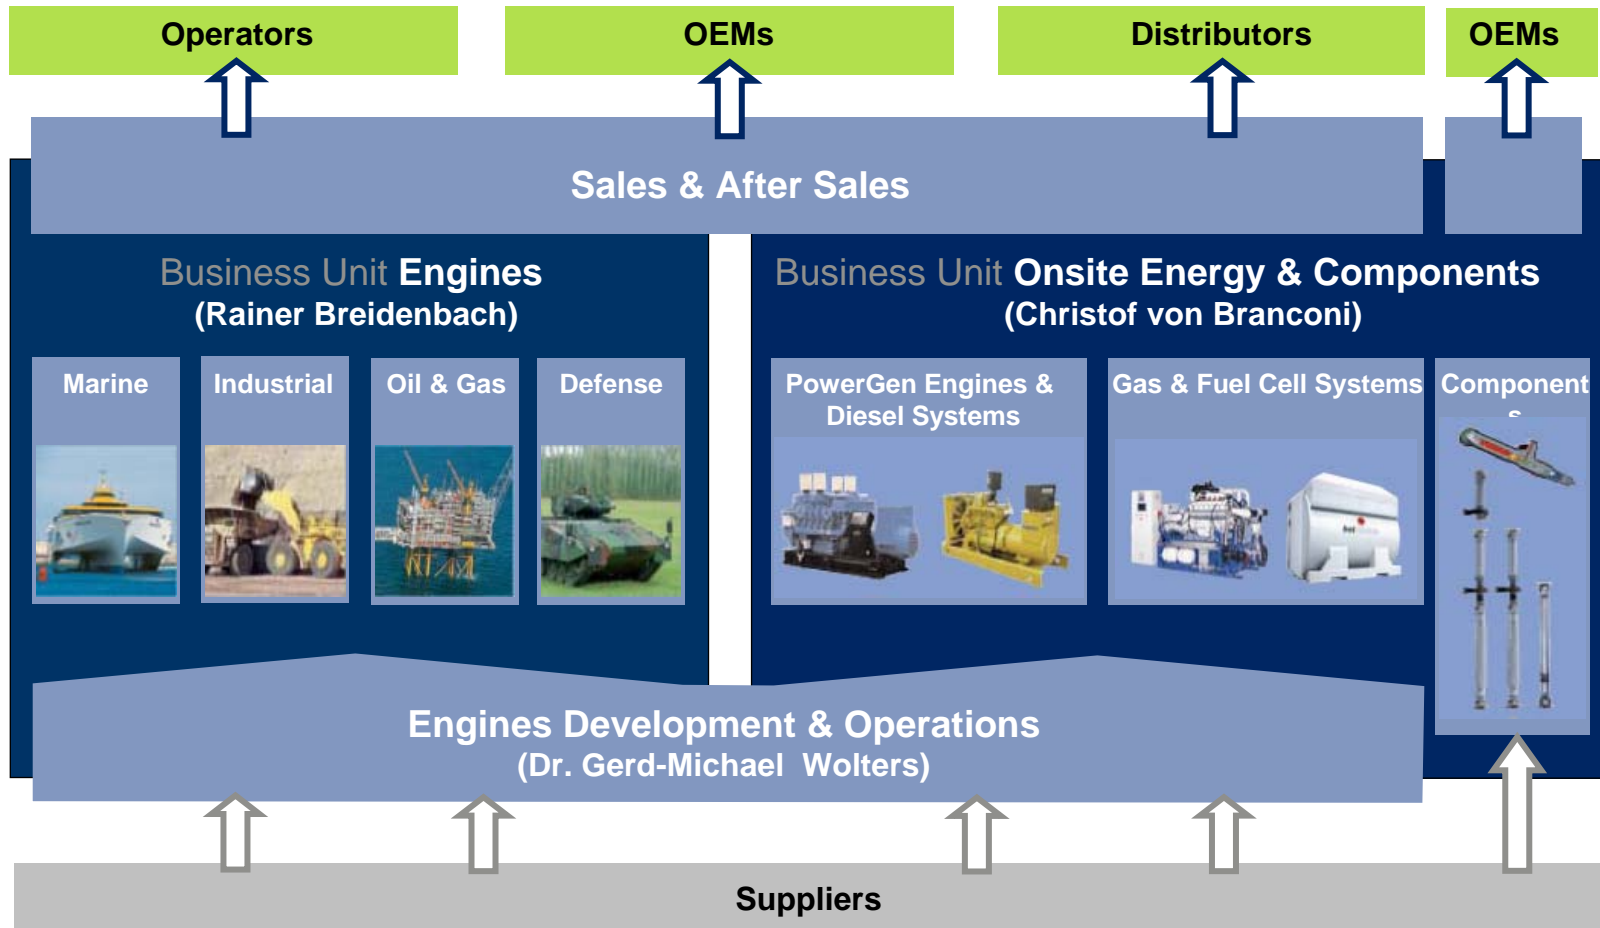 Operators
OEMs
Distributors
OEMs
Sales & After Sales
Business Unit Engines
(Rainer Breidenbach)
Business Unit Onsite Energy & Components
(Christof von Branconi)
Marine
Industrial
Oil & Gas
Defense
PowerGen Engines &
Diesel Systems
Gas & Fuel Cell Systems
Component
s
Engines Development & Operations
(Dr. Gerd-Michael Wolters)
Suppliers